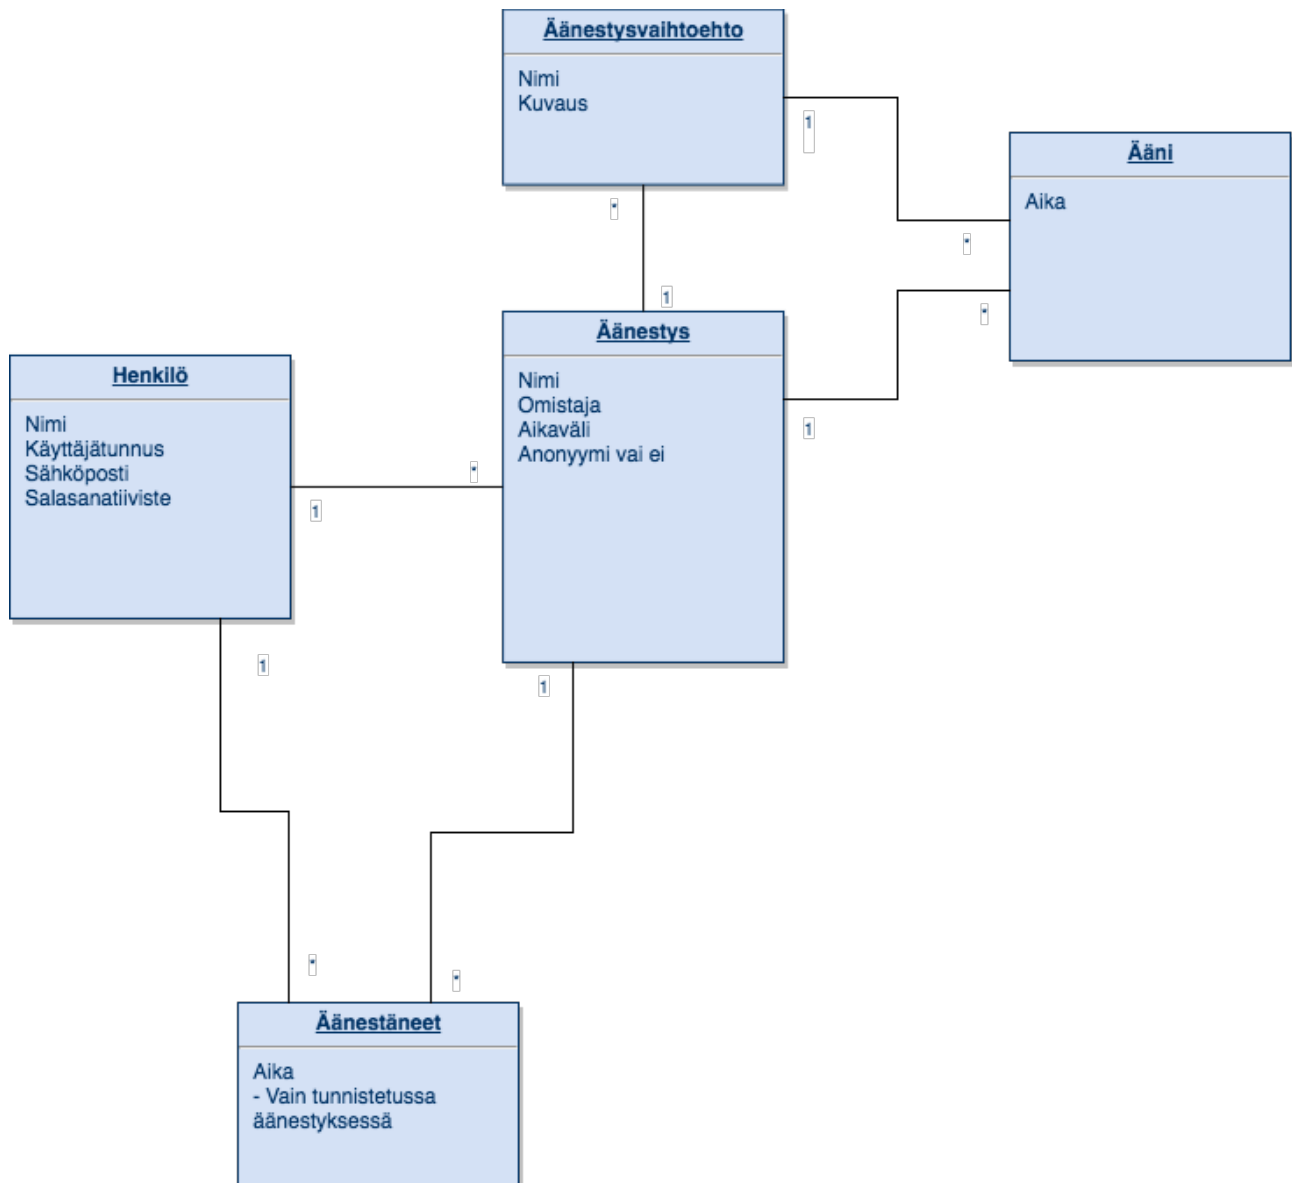 Äänestysvaihtoehto
Nimi
Kuvaus
1
*
*
1
Ääni
Aika
*
1
Äänestys
Nimi
Omistaja
Aikaväli
Anonyymi vai ei
Henkilö
Nimi
Käyttäjätunnus
Sähköposti
Salasanatiiviste
*
1
1
1
*
*
Äänestäneet
Aika
- Vain tunnistetussa
äänestyksessä